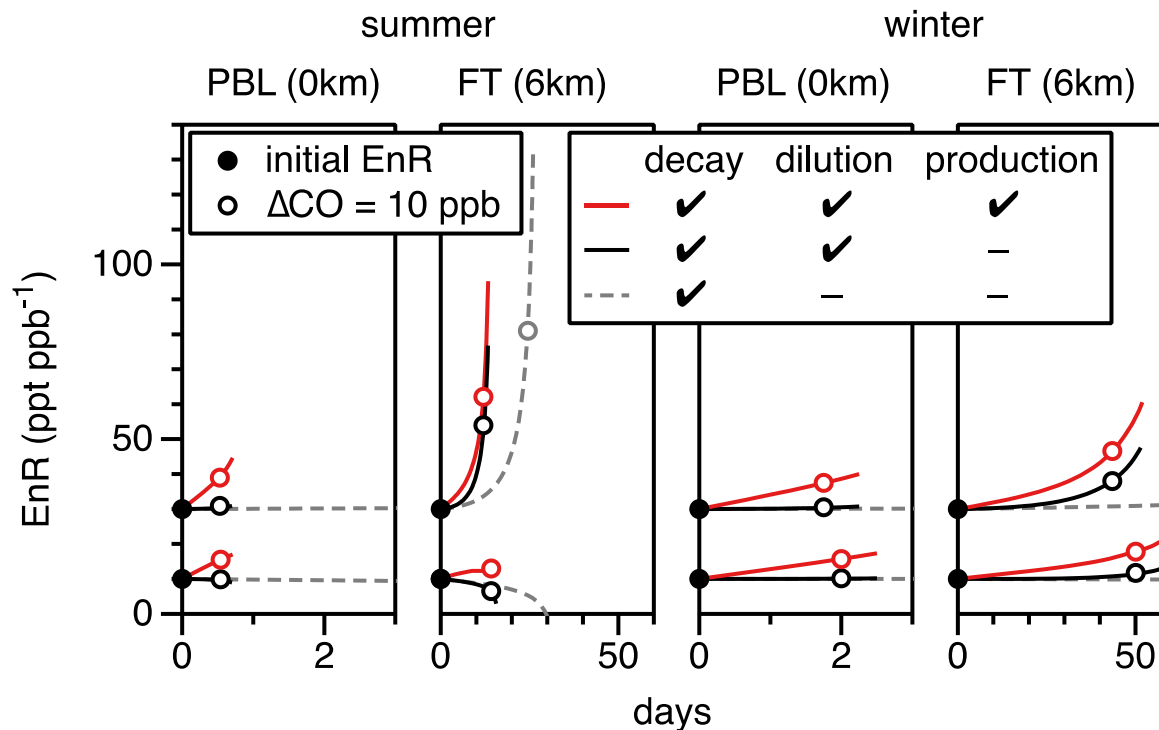 summer winter
PBL (0km) FT (6km) PBL (0km) FT (6km)
initial EnR
ΔCO = 10 ppb
decay dilution production
✔ ✔ ✔
✔ ✔ –
✔ – –
EnR (ppt ppb⁻¹)
100
50
0
0 2 0 50 0 2 0 50
days